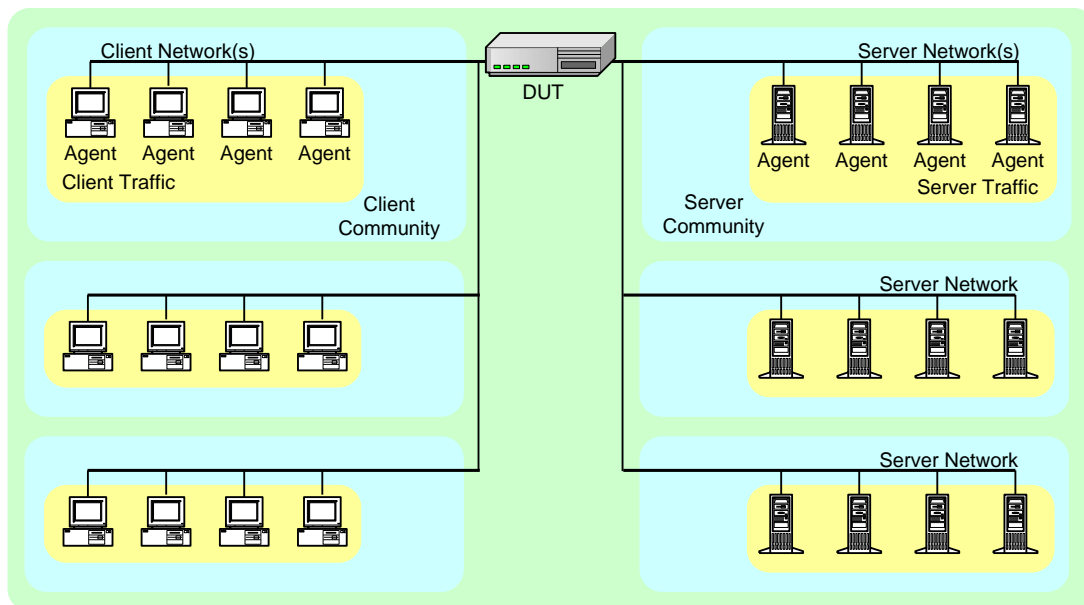 Client Network(s)
DUT
Server Network(s)
Agent Agent Agent Agent
Client Traffic
Client
Community
Agent Agent Agent Agent
Server Traffic
Server
Community
Server Network
Server Network